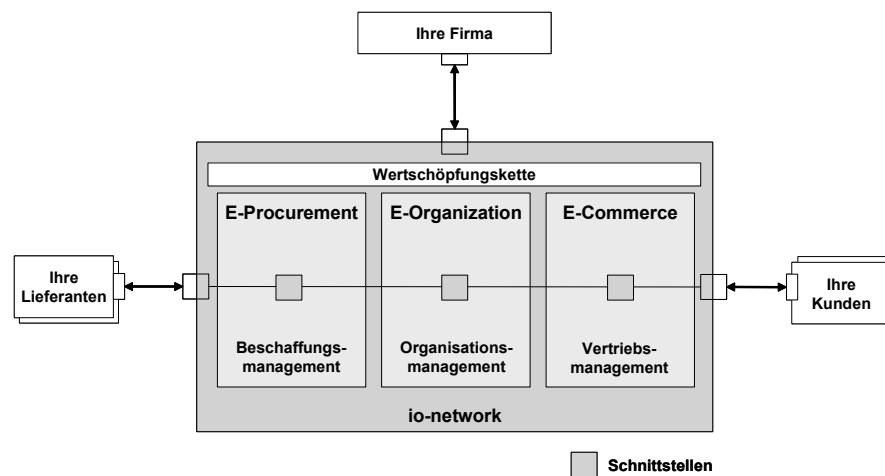 Ihre Firma
Wertschöpfungskette
E-Procurement
E-Organization
E-Commerce
Ihre
Lieferanten
Ihre
Kunden
Beschaffungs-
management
Organisations-
management
Vertriebs-
management
io-network
Schnittstellen